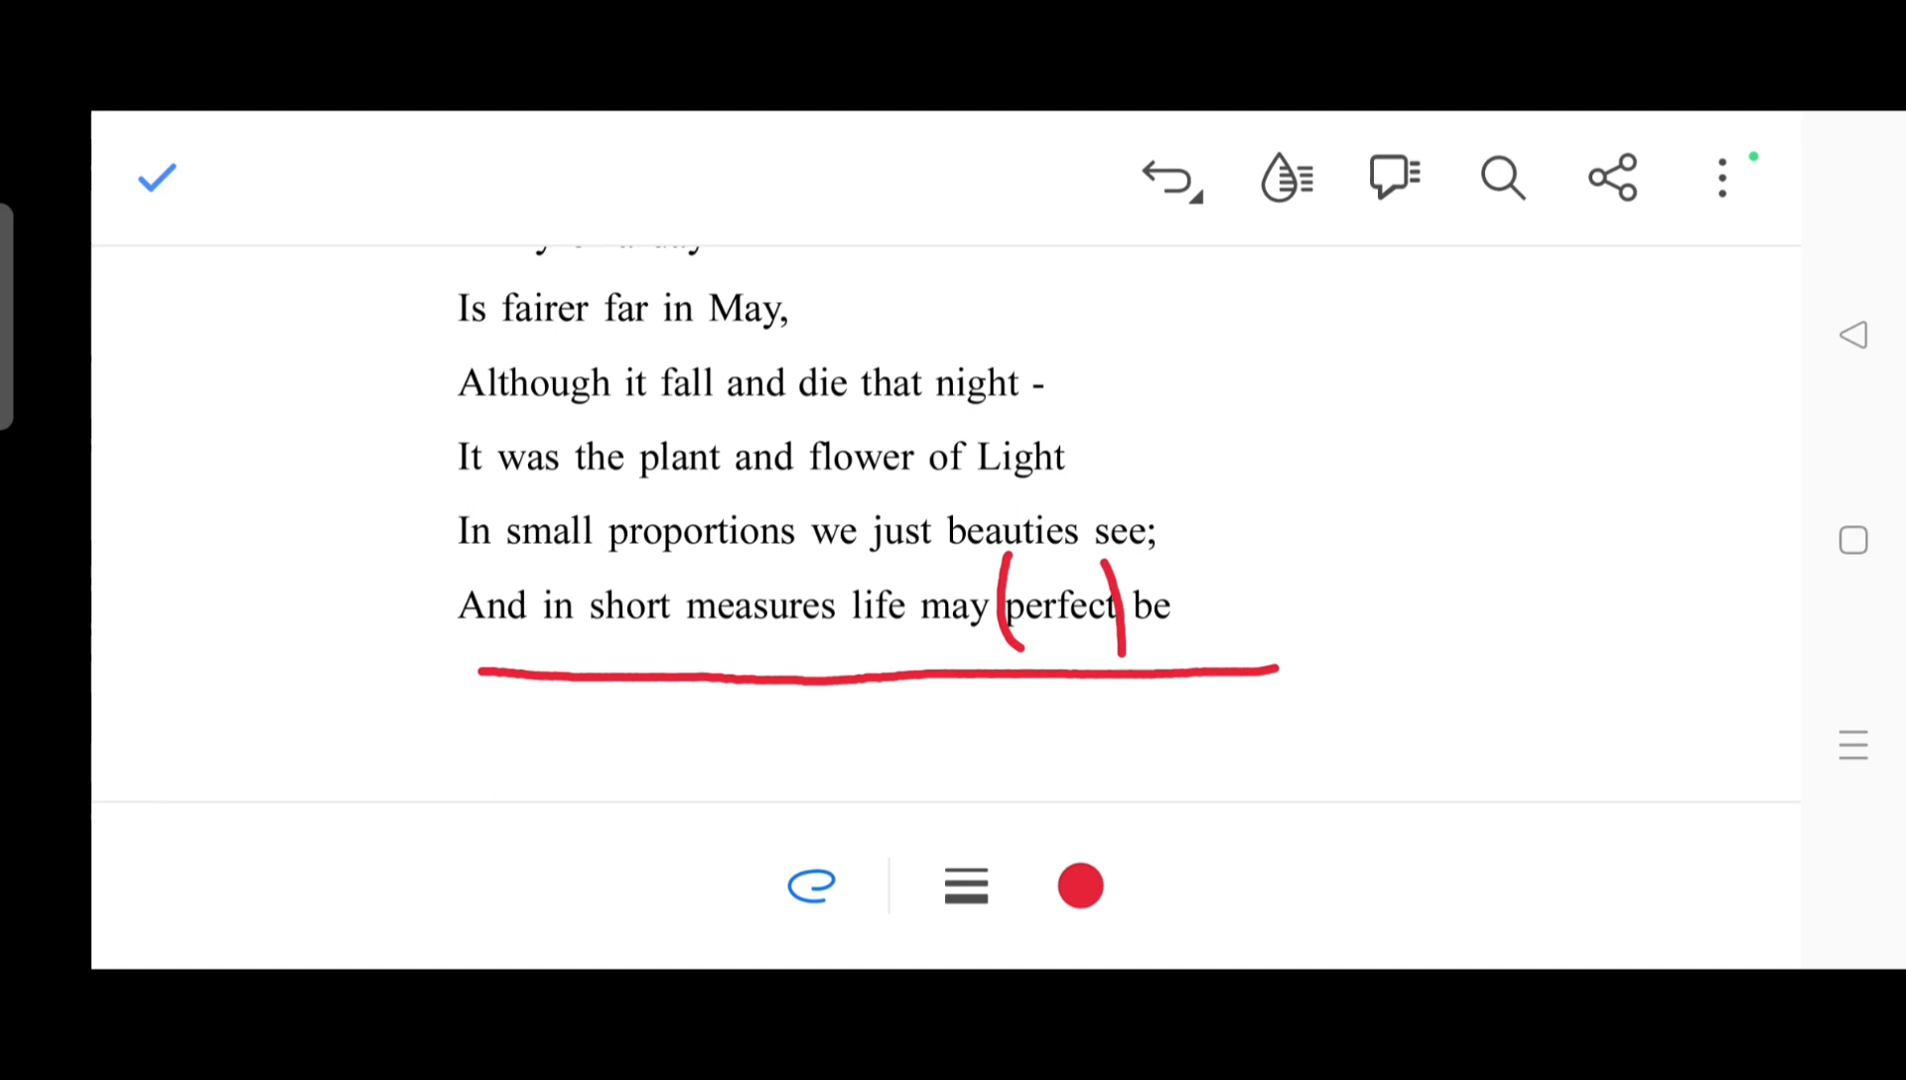 Is fairer far in May,
Although it fall and die that night -
It was the plant and flower of Light
In small proportions we just beauties see;
And in short measures life may (perfect) be